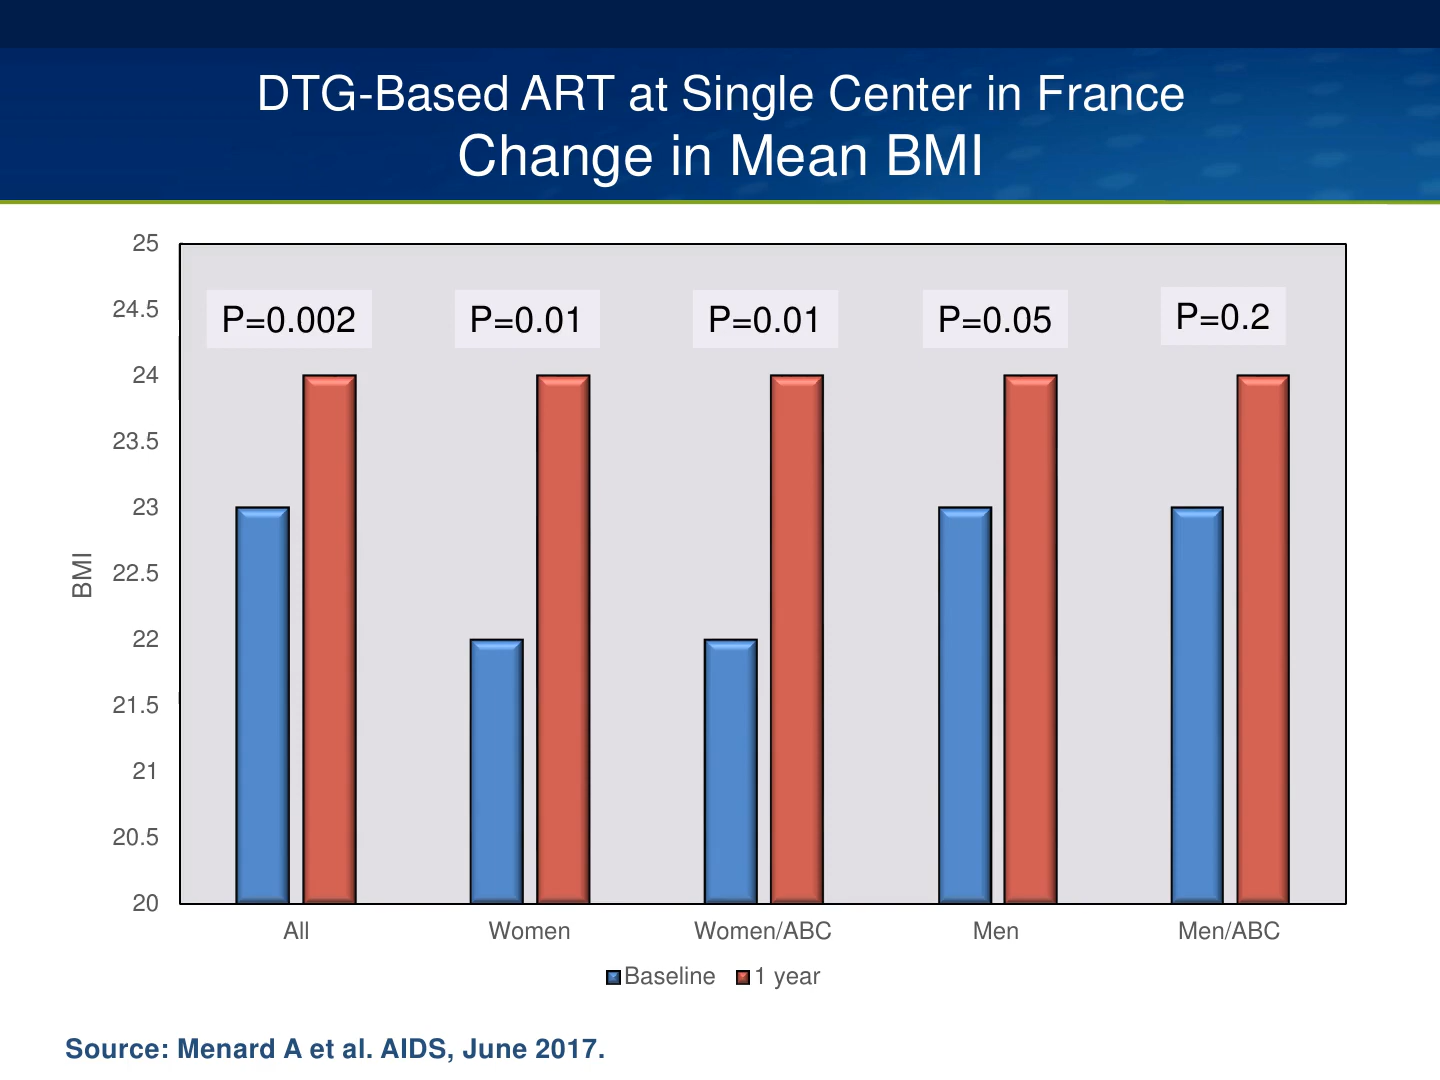 DTG-Based ART at Single Center in France
Change in Mean BMI
25
24.5
24
23.5
23
22.5
22
21.5
21
20.5
20
BMI
P=0.002
P=0.01
P=0.01
P=0.05
P=0.2
All
Women
Women/ABC
Men
Men/ABC
Baseline
1 year
Source: Menard A et al. AIDS, June 2017.